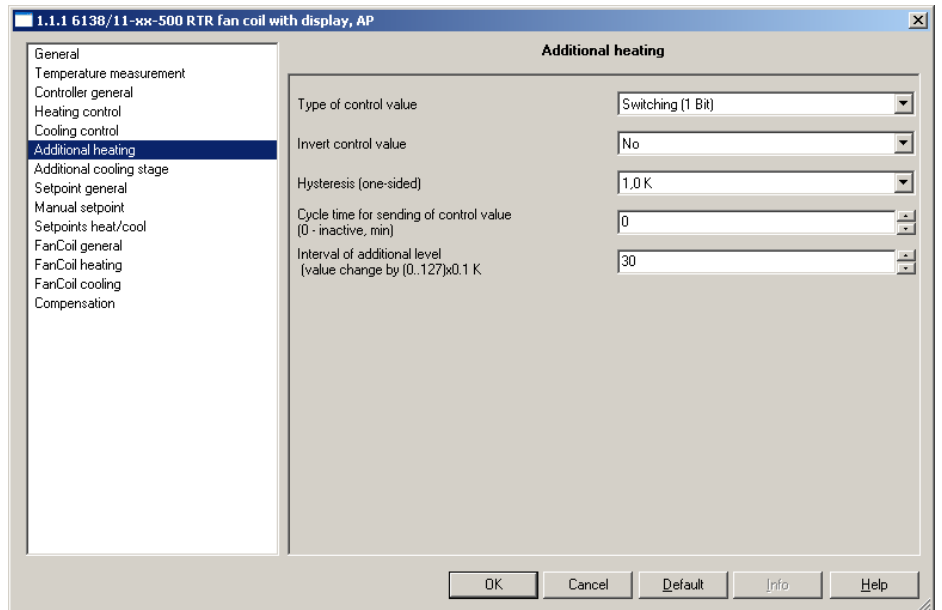 1.1.1 6138/11-xx-500 RTR fan coil with display, AP
General
Temperature measurement
Controller general
Heating control
Cooling control
Additional heating
Additional cooling stage
Setpoint general
Manual setpoint
Setpoints heat/cool
FanCoil general
FanCoil heating
FanCoil cooling
Compensation
Additional heating
Type of control value
Switching (1 Bit)
Invert control value
No
Hysteresis (one-sided)
1,0 K
Cycle time for sending of control value
(0 - inactive, min)
0
Interval of additional level
(value change by (0..127)x0.1 K
30
OK
Cancel
Default
Info
Help